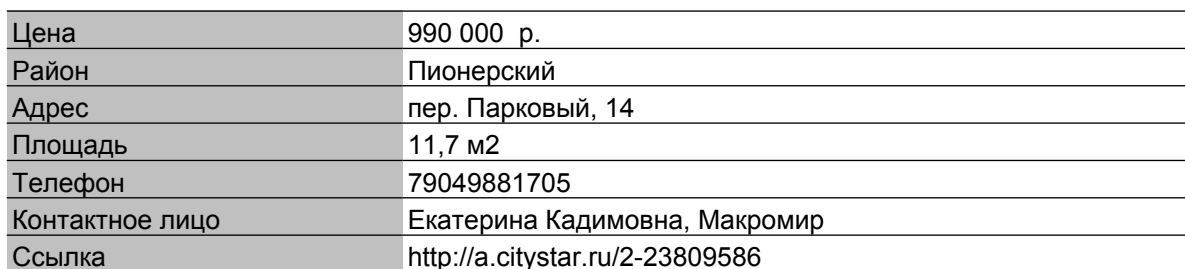 Цена 990 000 р.
Район Пионерский
Адрес пер. Парковый, 14
Площадь 11,7 м2
Телефон 79049881705
Контактное лицо Екатерина Кадимовна, Макромир
Ссылка http://a.citystar.ru/2-23809586